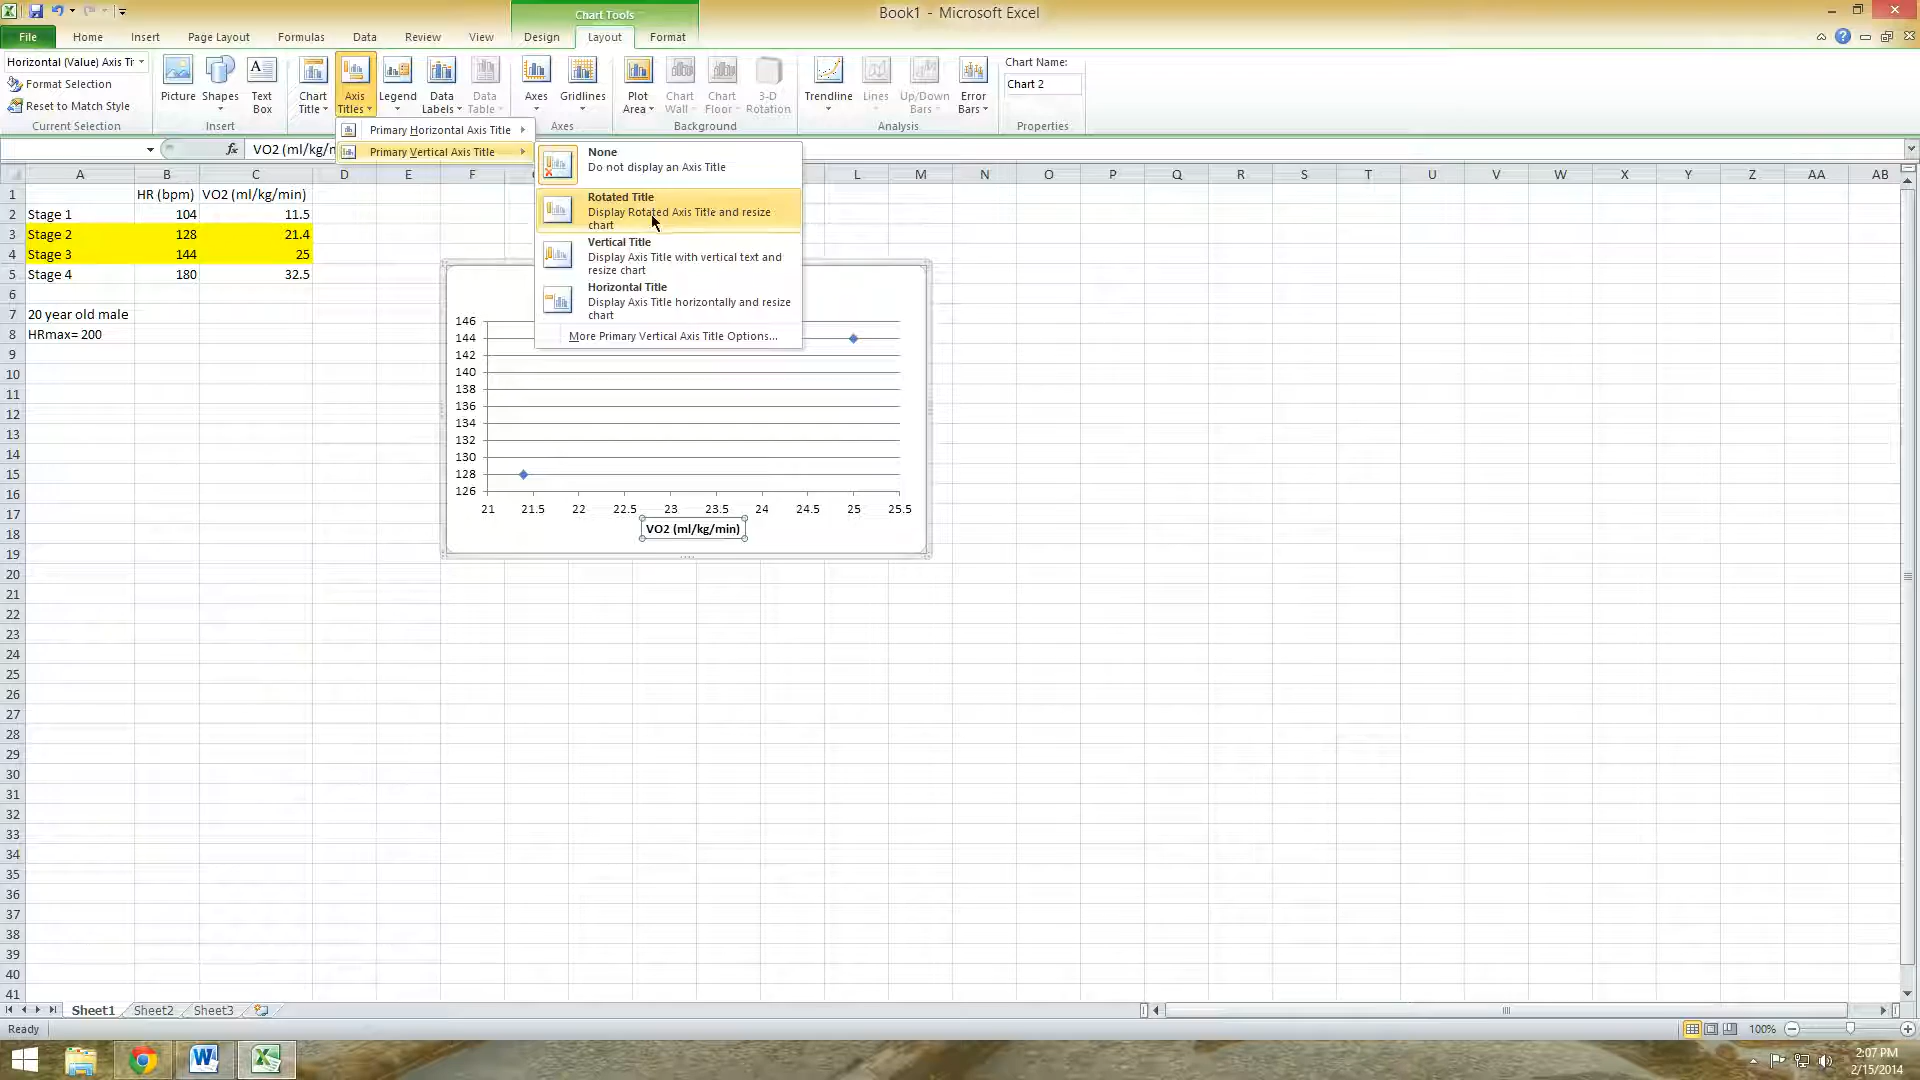 Chart Tools
Book1 - Microsoft Excel
File Home Insert Page Layout Formulas Data Review View Design Layout Format
Horizontal (Value) Axis Ti
Format Selection
Reset to Match Style
Current Selection
Picture Shapes Text Box
Insert
Chart Title Axis Titles Legend Data Labels Data Table
Axes Gridlines
Axes
Plot Area Chart Wall Chart Floor 3-D Rotation
Background
Trendline Lines Up/Down Bars Error Bars
Analysis
Chart Name:
Chart 2
Properties
Primary Horizontal Axis Title
Primary Vertical Axis Title
fx VO2 (ml/kg/n
None
Do not display an Axis Title
Rotated Title
Display Rotated Axis Title and resize
chart
Vertical Title
Display Axis Title with vertical text and
resize chart
Horizontal Title
Display Axis Title horizontally and resize
chart
More Primary Vertical Axis Title Options...
A B C D E F L M N O P Q R S T U V W X Y Z AA AB
1 HR (bpm) VO2 (ml/kg/min)
2 Stage 1 104 11.5
3 Stage 2 128 21.4
4 Stage 3 144 25
5 Stage 4 180 32.5
6
7 20 year old male
8 HRmax= 200
9
10
11
12
13
14
15
16
17
18
19
20
21
22
23
24
25
26
27
28
29
30
31
32
33
34
35
36
37
38
39
40
41
146
144
142
140
138
136
134
132
130
128
126
21 21.5 22 22.5 23 23.5 24 24.5 25 25.5
VO2 (ml/kg/min)
Sheet1 Sheet2 Sheet3
Ready
100%
2:07 PM
2/15/2014